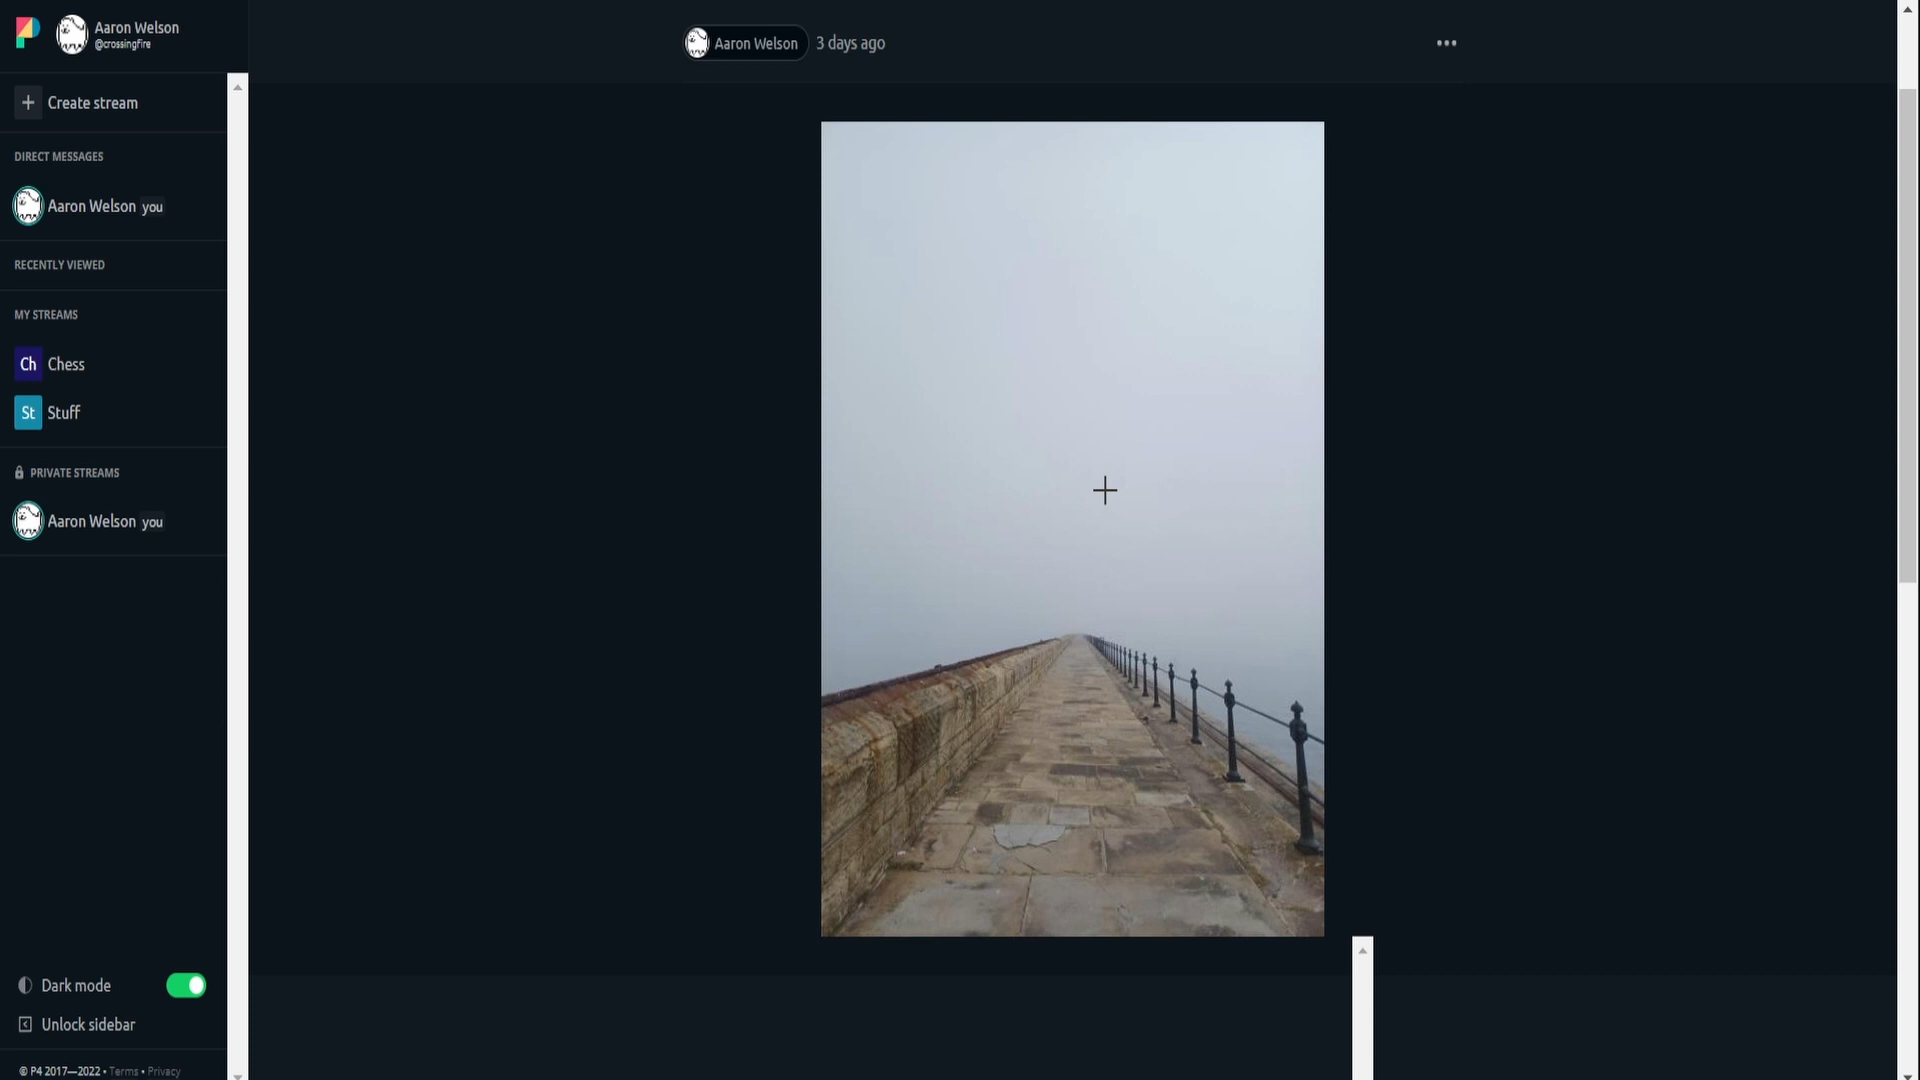 Aaron Welson
@crossingfire
Create stream
DIRECT MESSAGES
Aaron Welson you
RECENTLY VIEWED
MY STREAMS
Ch Chess
St Stuff
PRIVATE STREAMS
Aaron Welson you
Dark mode
Unlock sidebar
© P4 2017—2022 • Terms • Privacy
Aaron Welson 3 days ago